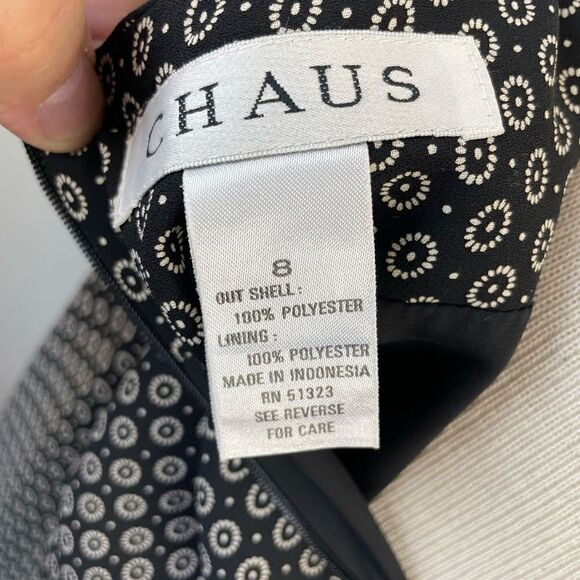 CHAUS
8
OUT SHELL:
100% POLYESTER
LINING:
100% POLYESTER
MADE IN INDONESIA
RN 51323
SEE REVERSE
FOR CARE